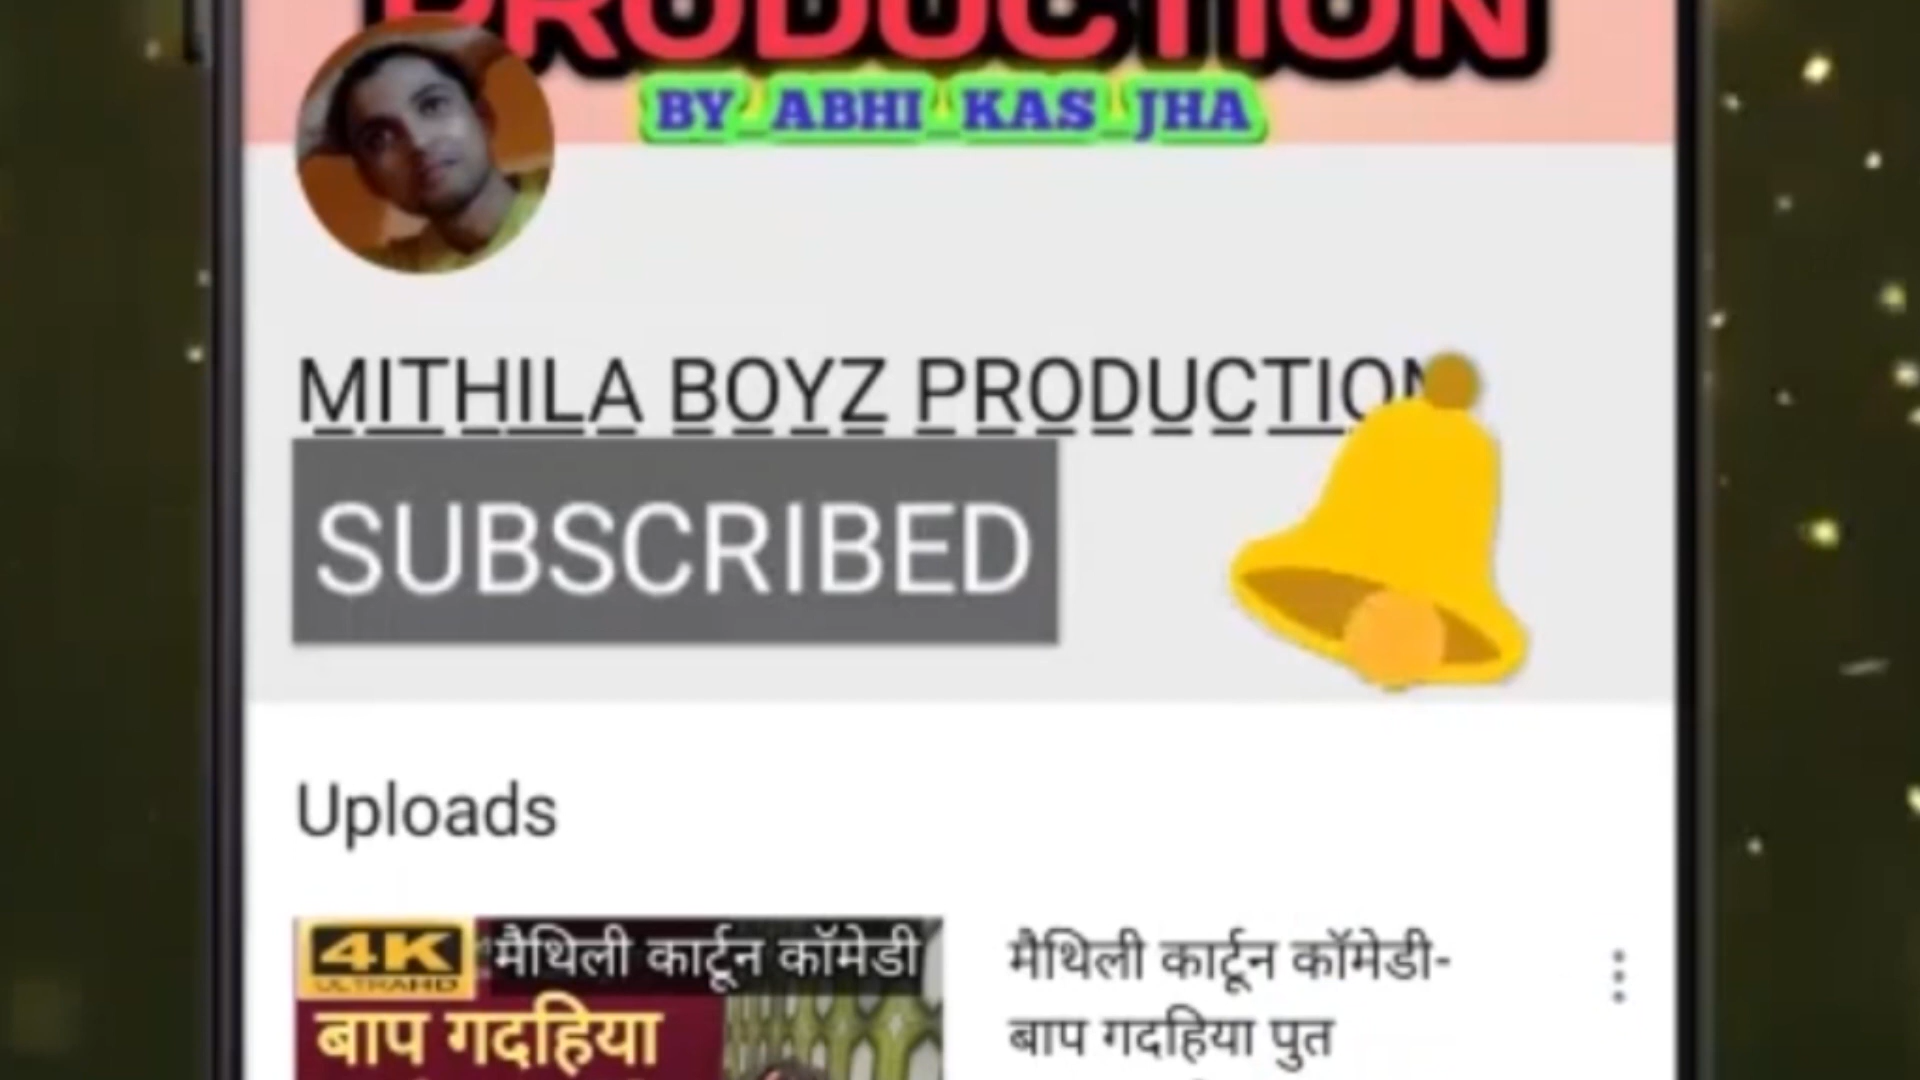 PRODUCTION
BY ABHI KAS JHA
MITHILA BOYZ PRODUCTION
SUBSCRIBED
Uploads
4K मैथिली कार्टून कॉमेडी
ULTRAHD
बाप गदहिया
मैथिली कार्टून कॉमेडी-
बाप गदहिया पुत